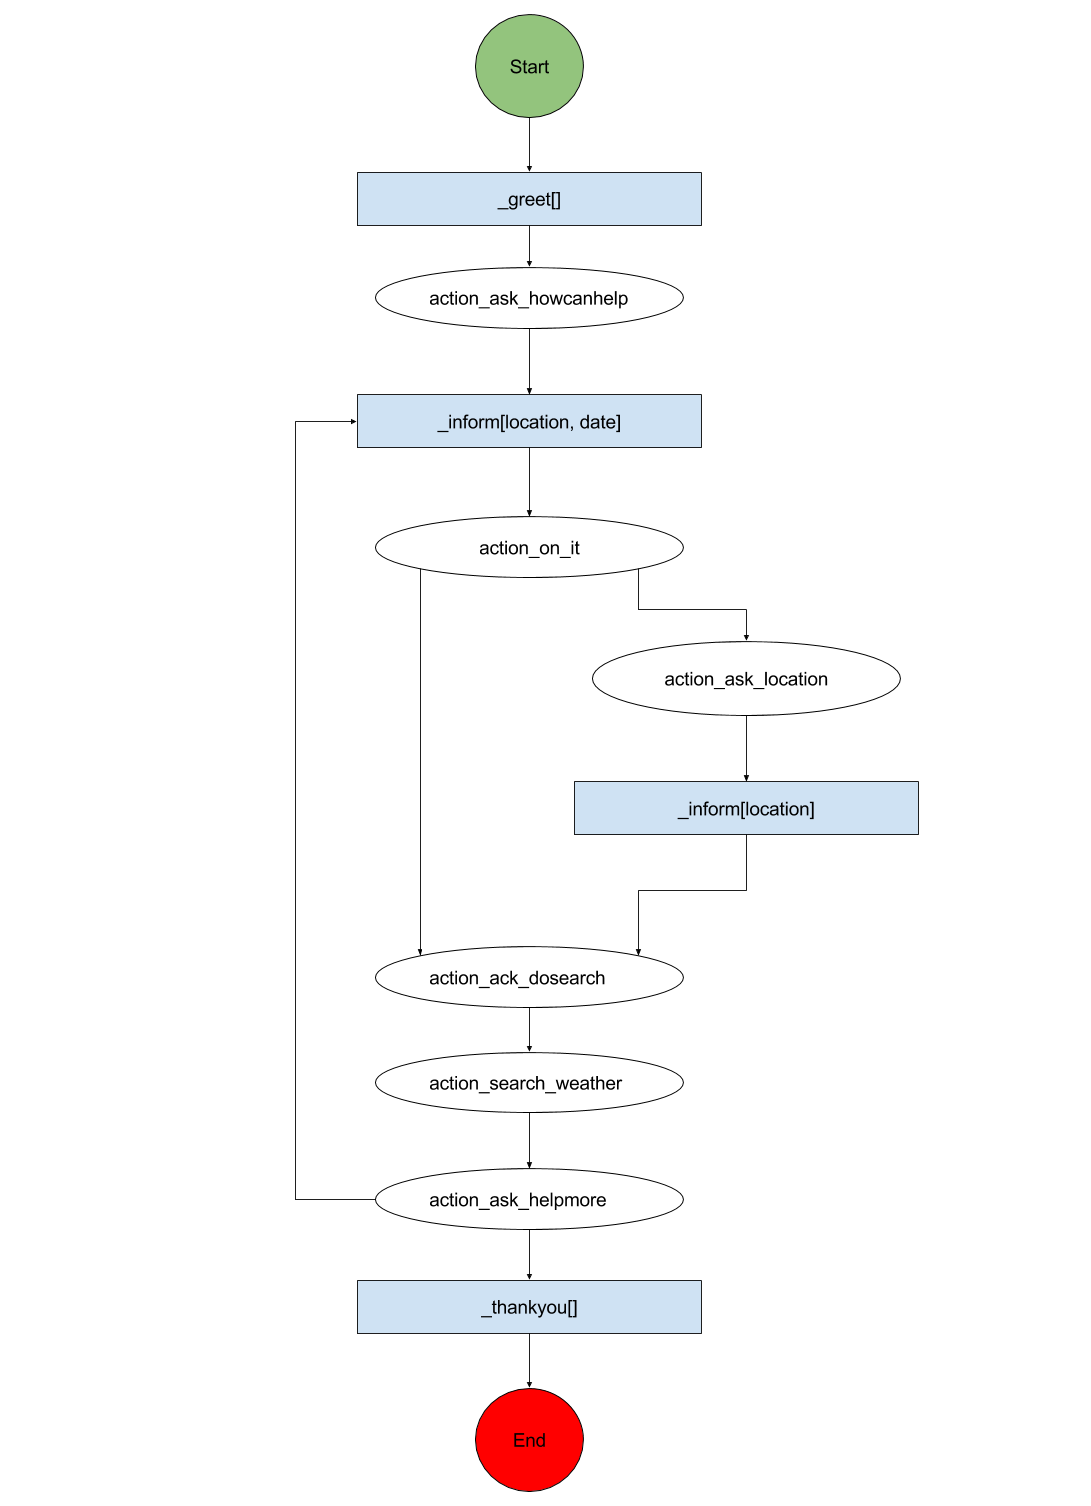 Start
_greet[]
action_ask_howcanhelp
_inform[location, date]
action_on_it
action_ask_location
_inform[location]
action_ack_dosearch
action_search_weather
action_ask_helpmore
_thankyou[]
End